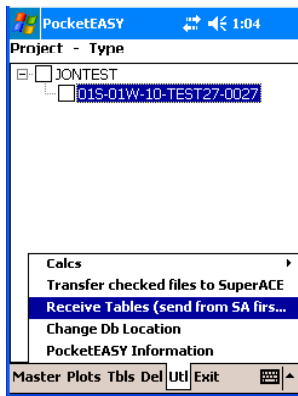 PocketEASY 1:04
Project - Type
JONTEST
01S-01W-10-TEST27-0027
Calcs
Transfer checked files to SuperACE
Receive Tables (send from SA firs...
Change Db Location
PocketEASY Information
Master Plots Tbls Del Utl Exit